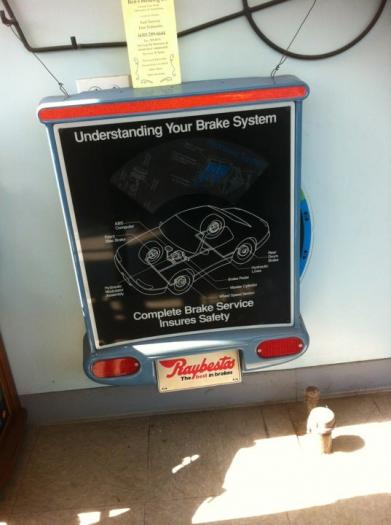 Understanding Your Brake System
ABS
Computer
Disc Brake
Rear
Drum
Brake
Hydraulic
Lines
Hydraulic
Modulator
Assembly
Brake Pedal
Master Cylinder
Wheel Speed Sensor
Complete Brake Service
Insures Safety
Raybestos
The best in brakes